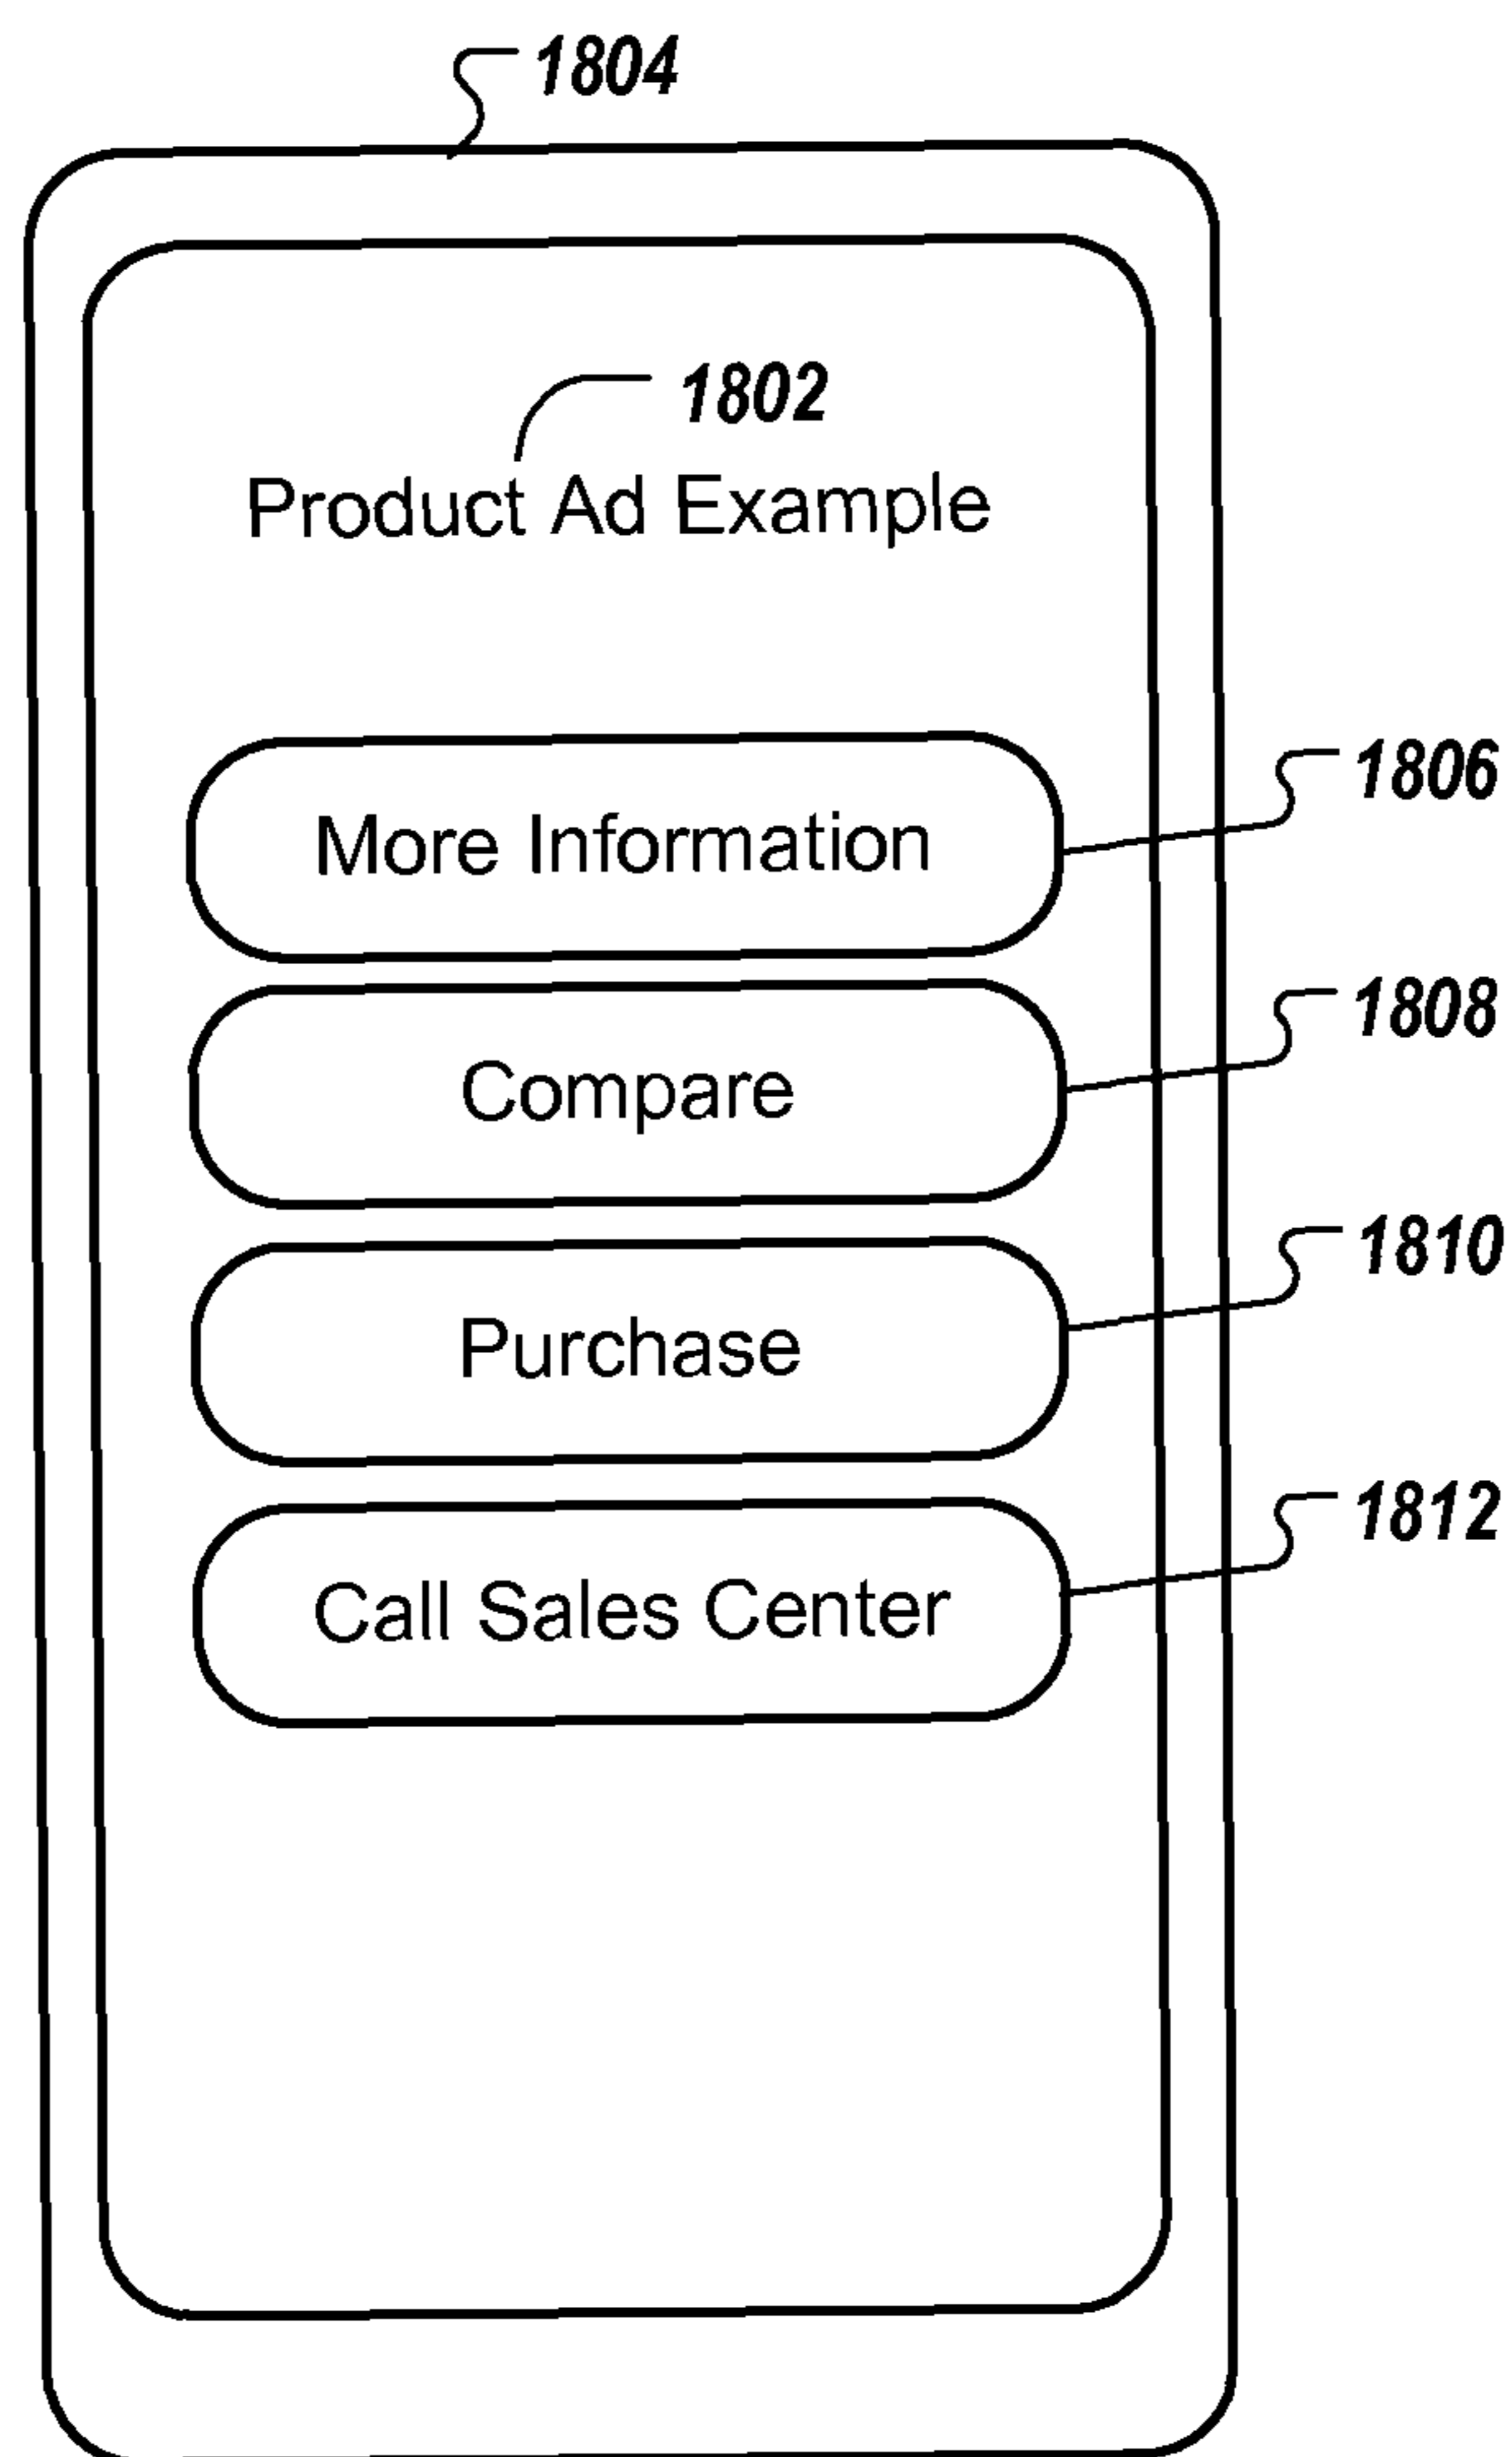 1804
1802
Product Ad Example
More Information
1806
Compare
1808
Purchase
1810
Call Sales Center
1812